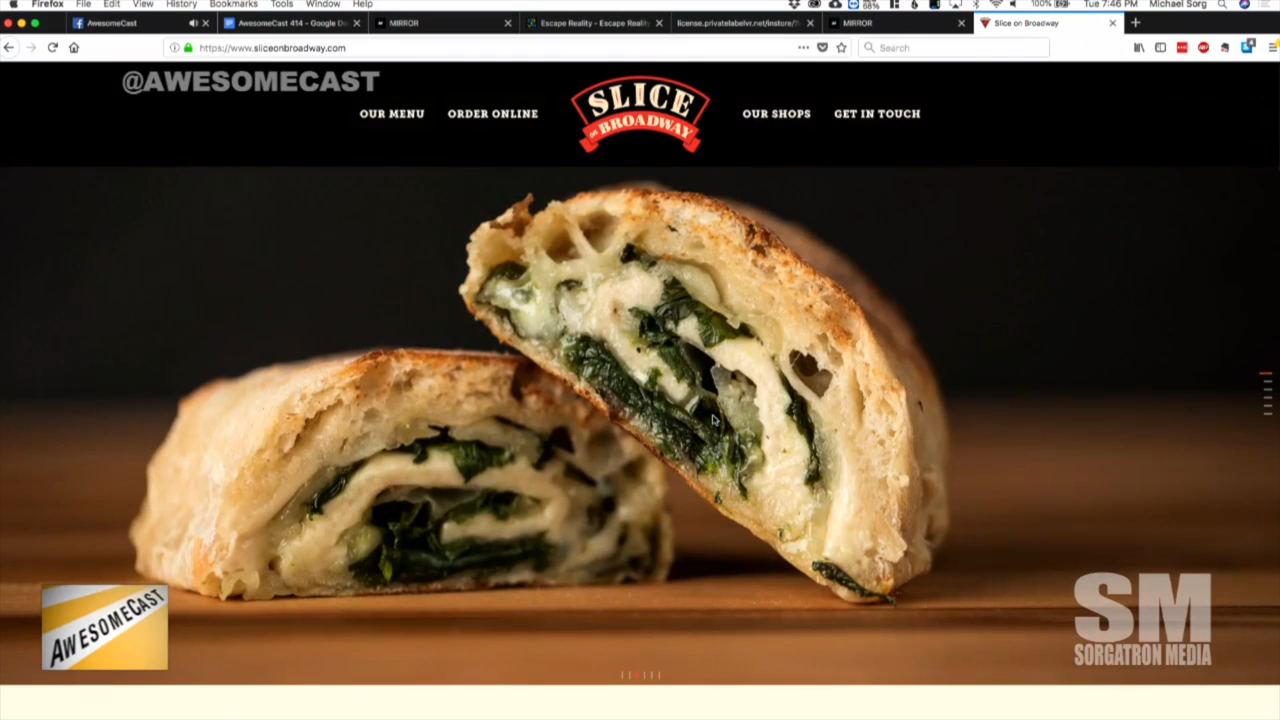 Firefox File Edit View History Bookmarks Tools Window Help 100% Tue 7:46 PM Michael Sorg
AwesomeCast AwesomeCast 414 - Google Do MIRROR Escape Reality - Escape Reality license.privatelabelvr.net/instore/ MIRROR Slice on Broadway
https://www.sliceonbroadway.com Search
@AWESOMECAST
OUR MENU ORDER ONLINE SLICE ON BROADWAY OUR SHOPS GET IN TOUCH
AWESOMECAST
SM
SORGATRON MEDIA